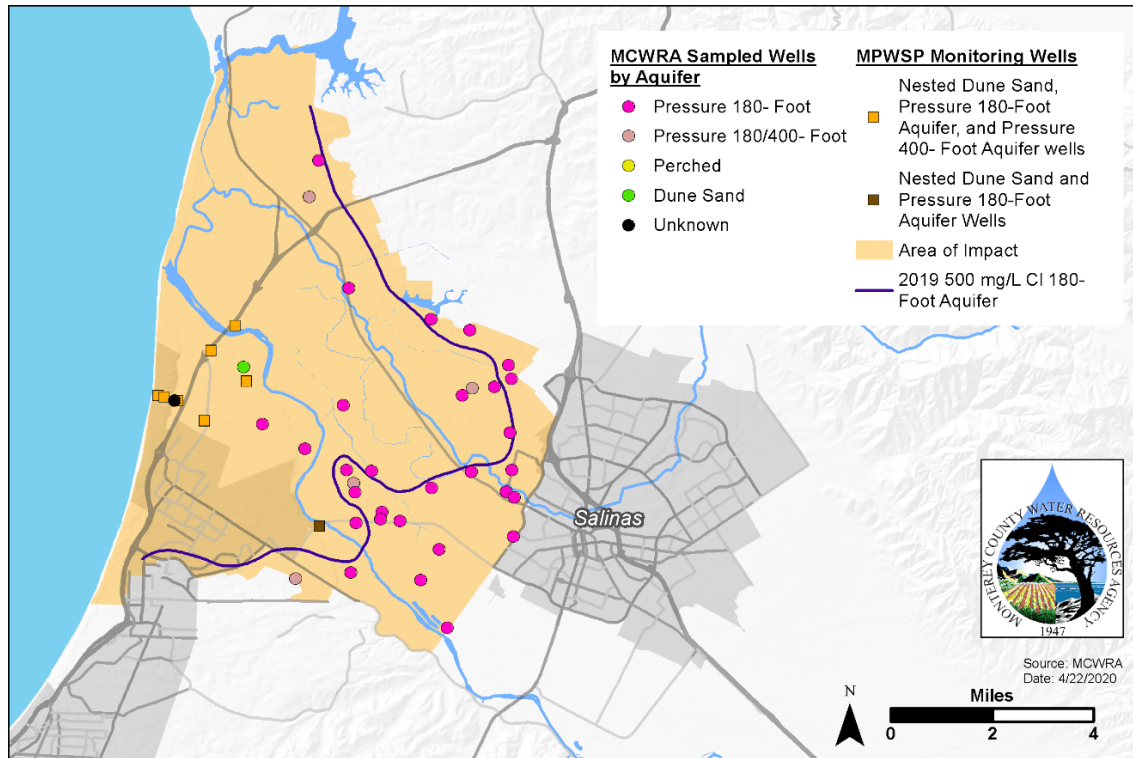 MCWRA Sampled Wells
by Aquifer
Pressure 180- Foot
Pressure 180/400- Foot
Perched
Dune Sand
Unknown
MPWSP Monitoring Wells
Nested Dune Sand,
Pressure 180-Foot
Aquifer, and Pressure
400- Foot Aquifer wells
Nested Dune Sand and
Pressure 180-Foot
Aquifer Wells
Area of Impact
2019 500 mg/L Cl 180-
Foot Aquifer
Salinas
MONTEREY COUNTY WATER RESOURCES AGENCY
1947
Source: MCWRA
Date: 4/22/2020
N
Miles
0 2 4